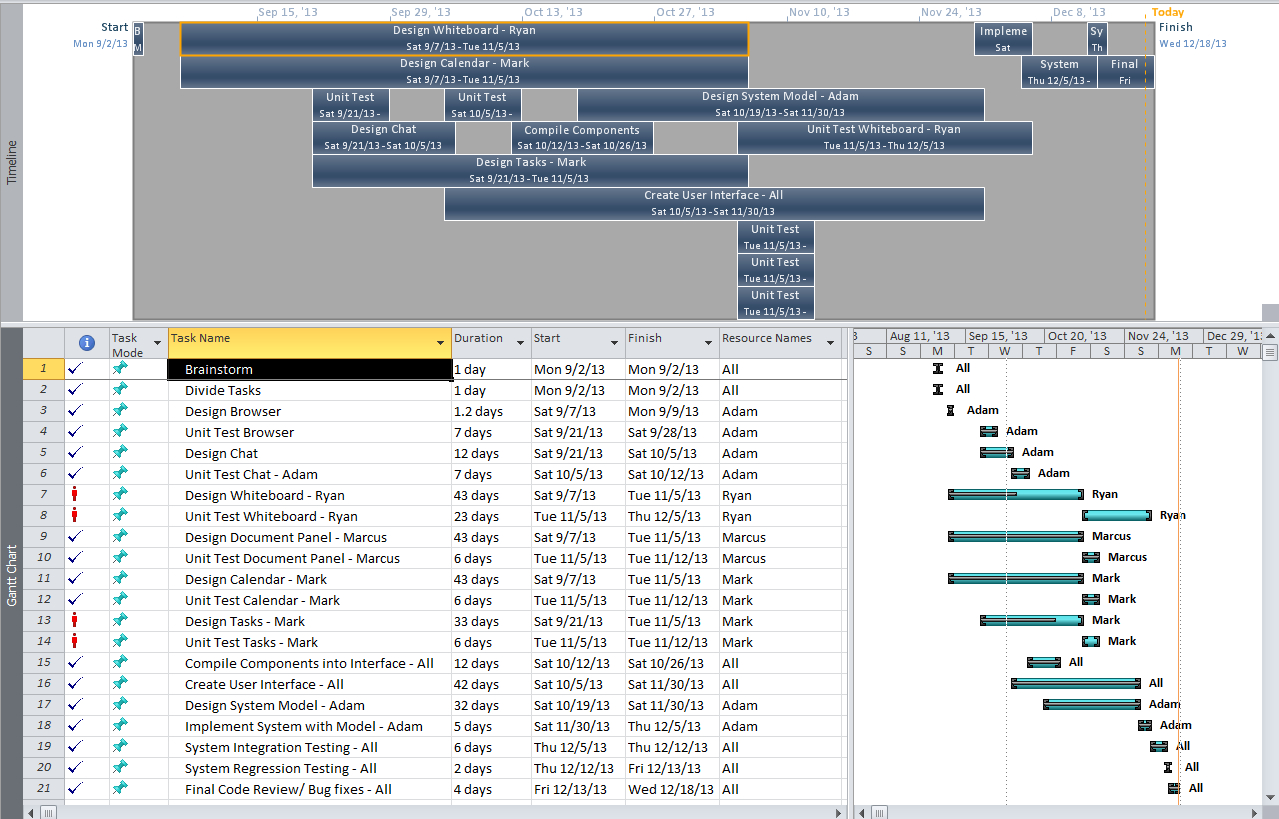 Sep 15, '13 Sep 29, '13 Oct 13, '13 Oct 27, '13 Nov 10, '13 Nov 24, '13 Dec 8, '13 Today
Start
Mon 9/2/13
Finish
Wed 12/18/13
Timeline
B
M
Design Whiteboard - Ryan
Sat 9/7/13 - Tue 11/5/13
Impleme
Sat
Sy
Th
Design Calendar - Mark
Sat 9/7/13 - Tue 11/5/13
System
Thu 12/5/13 -
Final
Fri
Unit Test
Sat 9/21/13 -
Unit Test
Sat 10/5/13 -
Design System Model - Adam
Sat 10/19/13 - Sat 11/30/13
Design Chat
Sat 9/21/13 - Sat 10/5/13
Compile Components
Sat 10/12/13 - Sat 10/26/13
Unit Test Whiteboard - Ryan
Tue 11/5/13 - Thu 12/5/13
Design Tasks - Mark
Sat 9/21/13 - Tue 11/5/13
Create User Interface - All
Sat 10/5/13 - Sat 11/30/13
Unit Test
Tue 11/5/13 -
Unit Test
Tue 11/5/13 -
Unit Test
Tue 11/5/13 -
Gantt Chart
Task Mode Task Name Duration Start Finish Resource Names
1 Brainstorm 1 day Mon 9/2/13 Mon 9/2/13 All
2 Divide Tasks 1 day Mon 9/2/13 Mon 9/2/13 All
3 Design Browser 1.2 days Sat 9/7/13 Mon 9/9/13 Adam
4 Unit Test Browser 7 days Sat 9/21/13 Sat 9/28/13 Adam
5 Design Chat 12 days Sat 9/21/13 Sat 10/5/13 Adam
6 Unit Test Chat - Adam 7 days Sat 10/5/13 Sat 10/12/13 Adam
7 Design Whiteboard - Ryan 43 days Sat 9/7/13 Tue 11/5/13 Ryan
8 Unit Test Whiteboard - Ryan 23 days Tue 11/5/13 Thu 12/5/13 Ryan
9 Design Document Panel - Marcus 43 days Sat 9/7/13 Tue 11/5/13 Marcus
10 Unit Test Document Panel - Marcus 6 days Tue 11/5/13 Tue 11/12/13 Marcus
11 Design Calendar - Mark 43 days Sat 9/7/13 Tue 11/5/13 Mark
12 Unit Test Calendar - Mark 6 days Tue 11/5/13 Tue 11/12/13 Mark
13 Design Tasks - Mark 33 days Sat 9/21/13 Tue 11/5/13 Mark
14 Unit Test Tasks - Mark 6 days Tue 11/5/13 Tue 11/12/13 Mark
15 Compile Components into Interface - All 12 days Sat 10/12/13 Sat 10/26/13 All
16 Create User Interface - All 42 days Sat 10/5/13 Sat 11/30/13 All
17 Design System Model - Adam 32 days Sat 10/19/13 Sat 11/30/13 Adam
18 Implement System with Model - Adam 5 days Sat 11/30/13 Thu 12/5/13 Adam
19 System Integration Testing - All 6 days Thu 12/5/13 Thu 12/12/13 All
20 System Regression Testing - All 2 days Thu 12/12/13 Fri 12/13/13 All
21 Final Code Review/ Bug fixes - All 4 days Fri 12/13/13 Wed 12/18/13 All
Aug 11, '13 Sep 15, '13 Oct 20, '13 Nov 24, '13 Dec 29, '1
S S M T W T F S S M T W
All
All
Adam
Adam
Adam
Adam
Ryan
Ryan
Marcus
Marcus
Mark
Mark
Mark
Mark
All
All
Adam
Adam
All
All
All